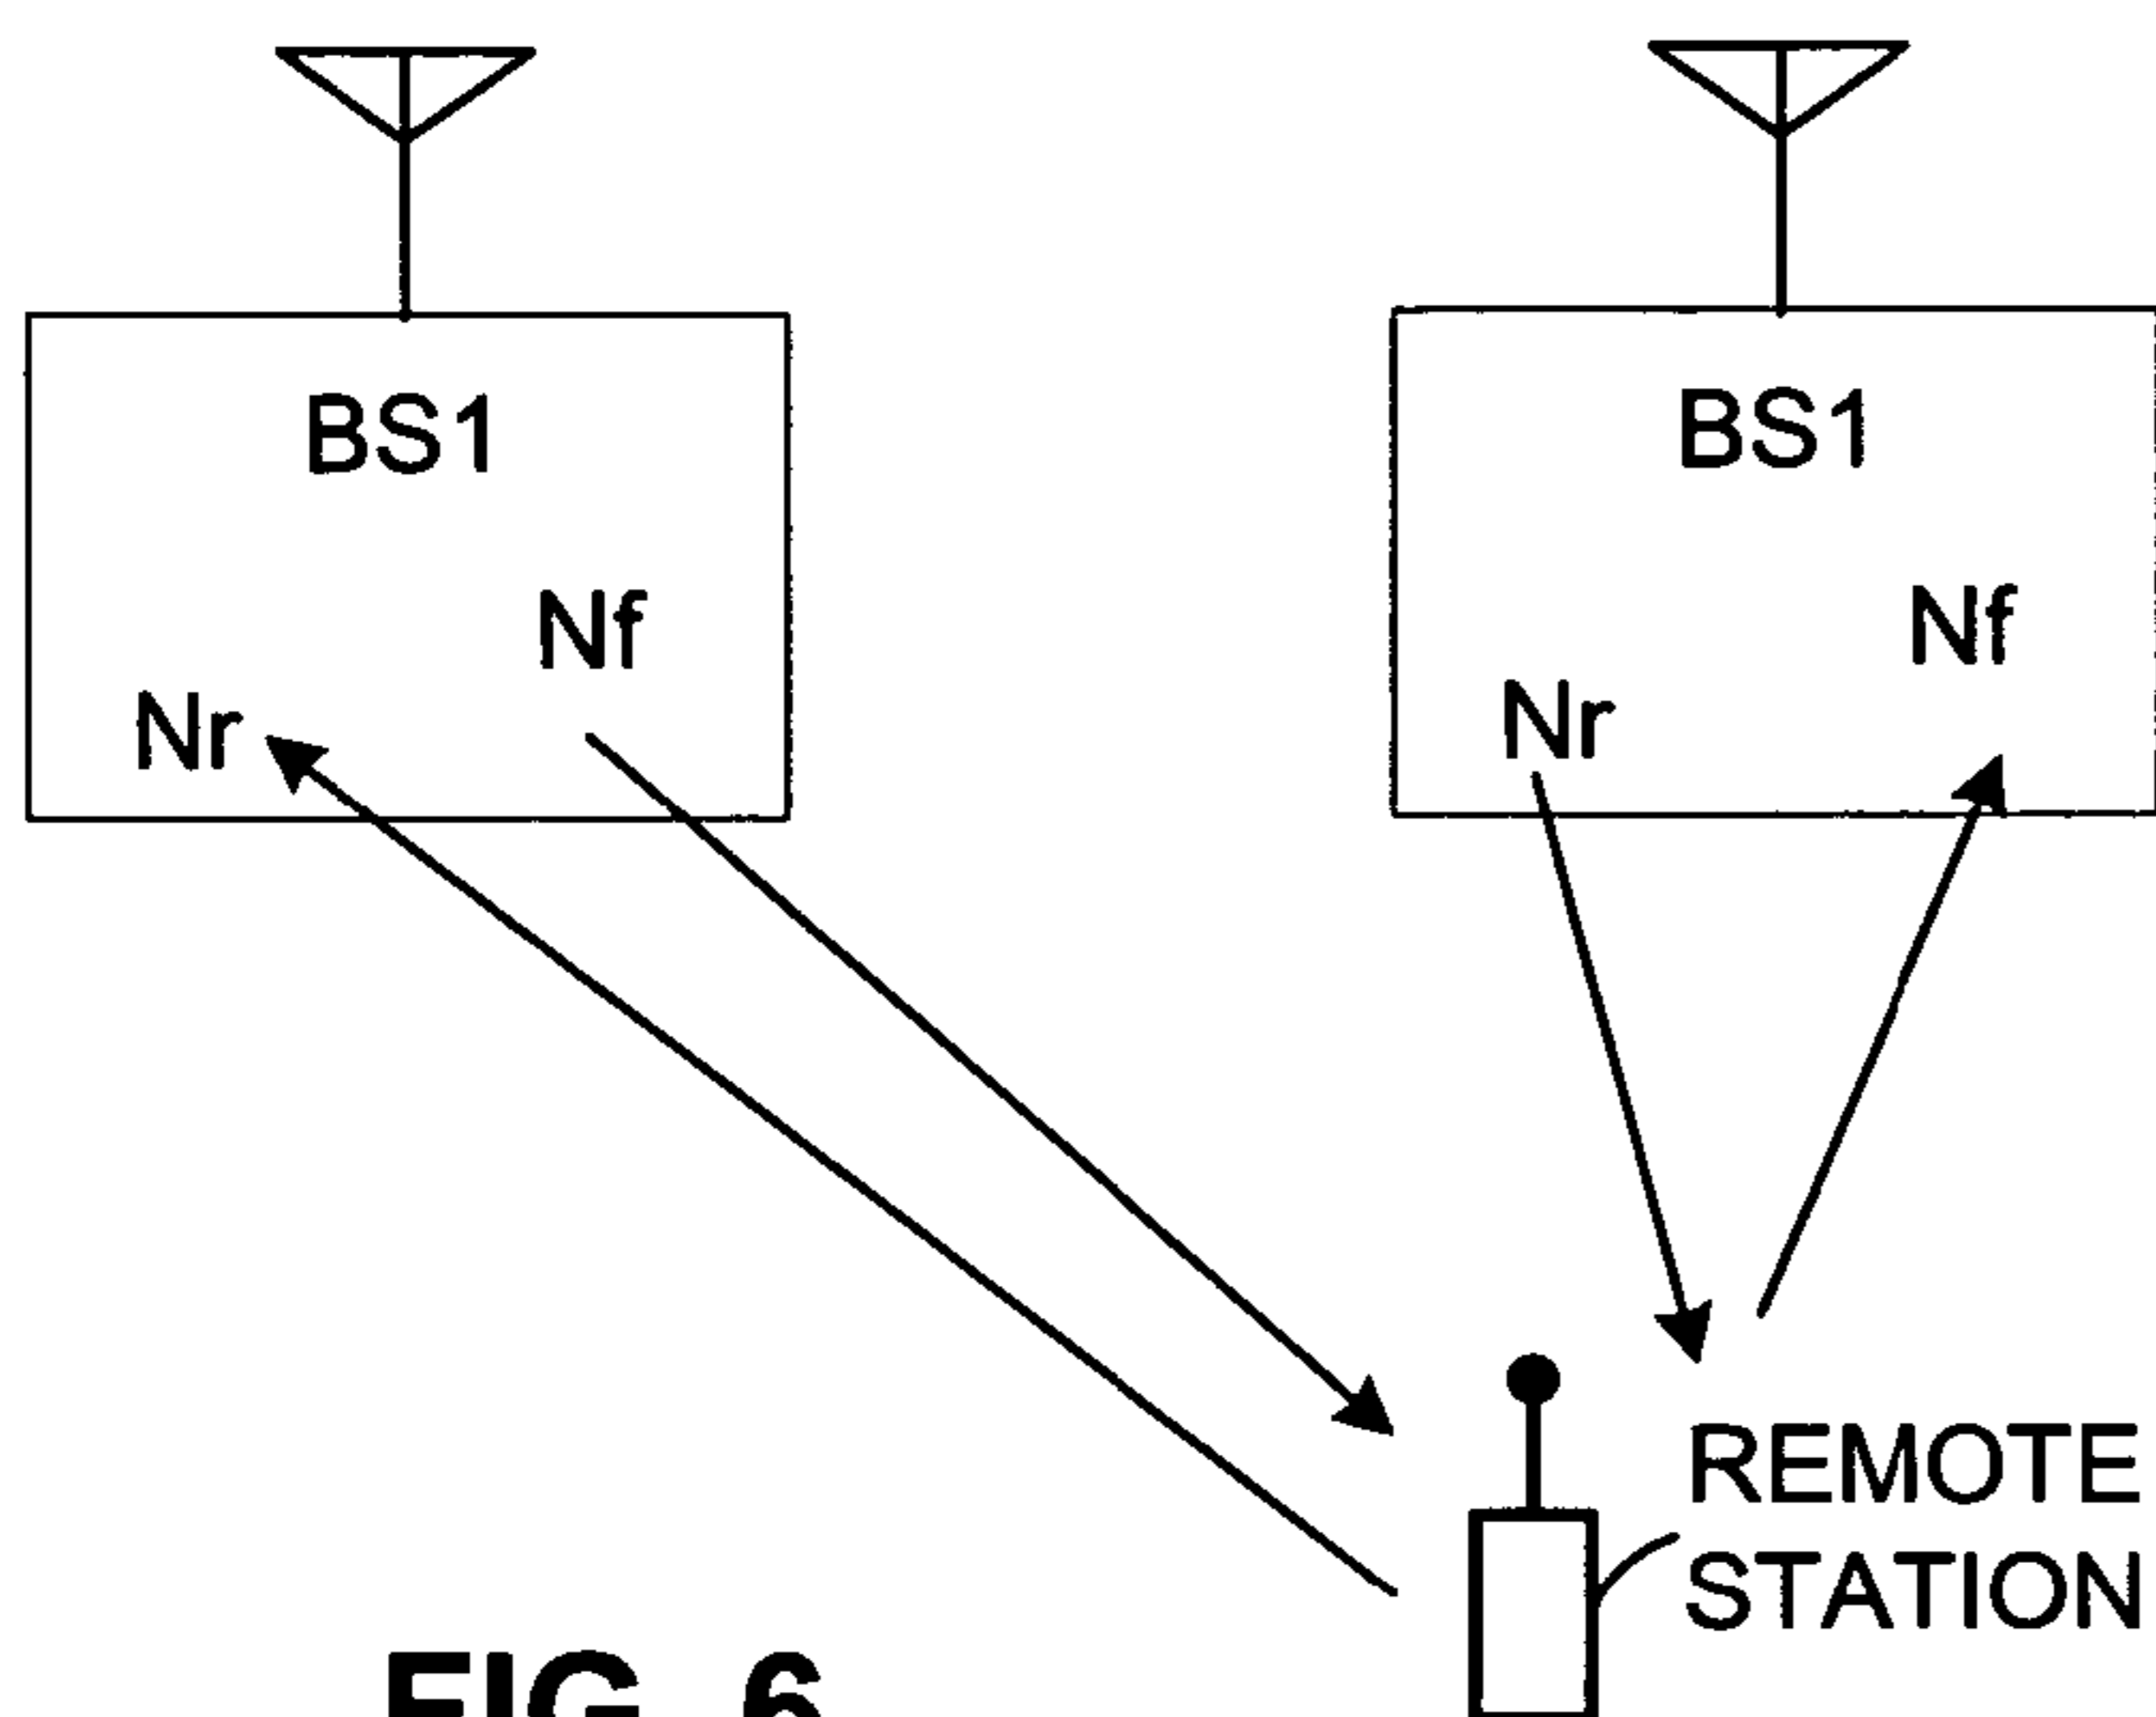 BS1
Nf
Nr
BS1
Nf
Nr
REMOTE
STATION
FIG. 6